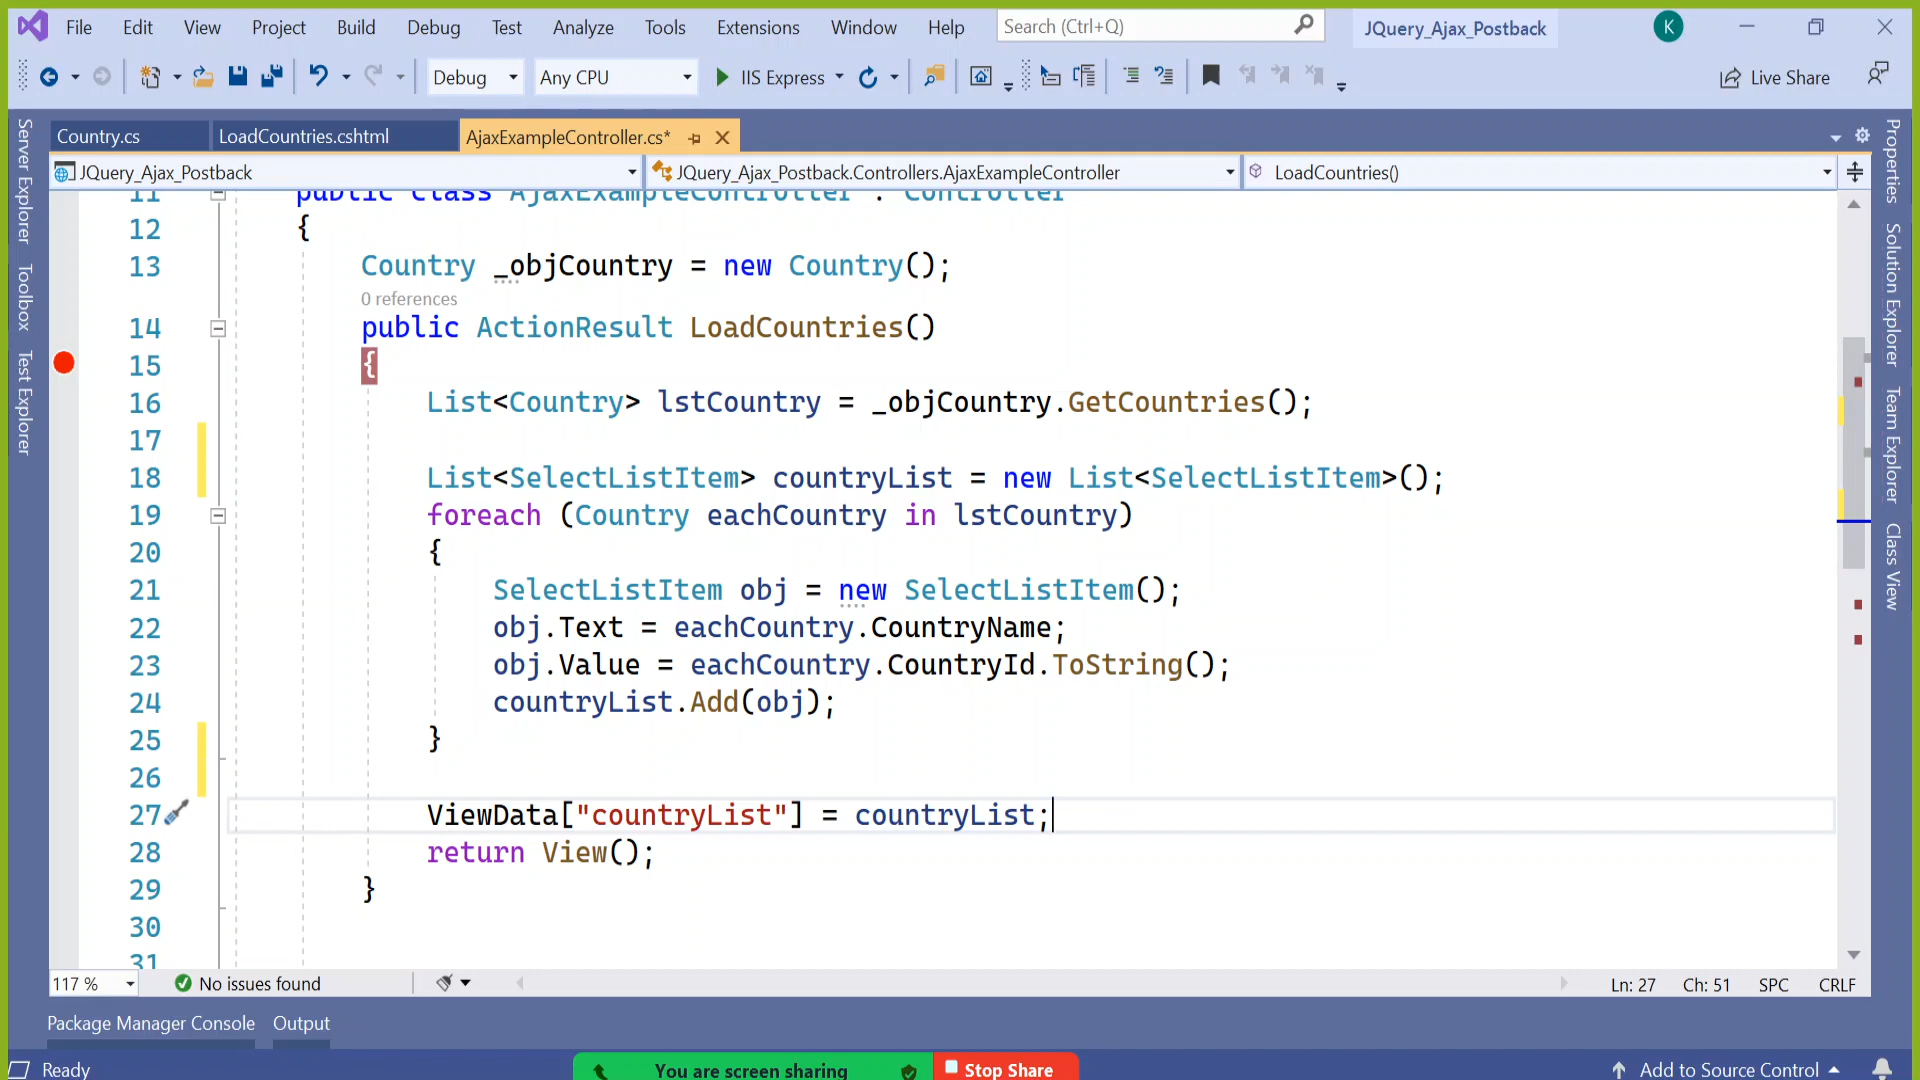 File Edit View Project Build Debug Test Analyze Tools Extensions Window Help Search (Ctrl+Q) JQuery_Ajax_Postback K
Debug Any CPU IIS Express Live Share
Country.cs LoadCountries.cshtml AjaxExampleController.cs*
JQuery_Ajax_Postback JQuery_Ajax_Postback.Controllers.AjaxExampleController LoadCountries()
Server Explorer
Toolbox
Test Explorer
11 public class AjaxExampleController : Controller
12 {
13 Country _objCountry = new Country();
0 references
14 public ActionResult LoadCountries()
15 {
16 List<Country> lstCountry = _objCountry.GetCountries();
17
18 List<SelectListItem> countryList = new List<SelectListItem>();
19 foreach (Country eachCountry in lstCountry)
20 {
21 SelectListItem obj = new SelectListItem();
22 obj.Text = eachCountry.CountryName;
23 obj.Value = eachCountry.CountryId.ToString();
24 countryList.Add(obj);
25 }
26
27 ViewData["countryList"] = countryList;
28 return View();
29 }
30
31
Properties
Solution Explorer
Team Explorer
Class View
117 % No issues found Ln: 27 Ch: 51 SPC CRLF
Package Manager Console Output
Ready You are screen sharing Stop Share Add to Source Control